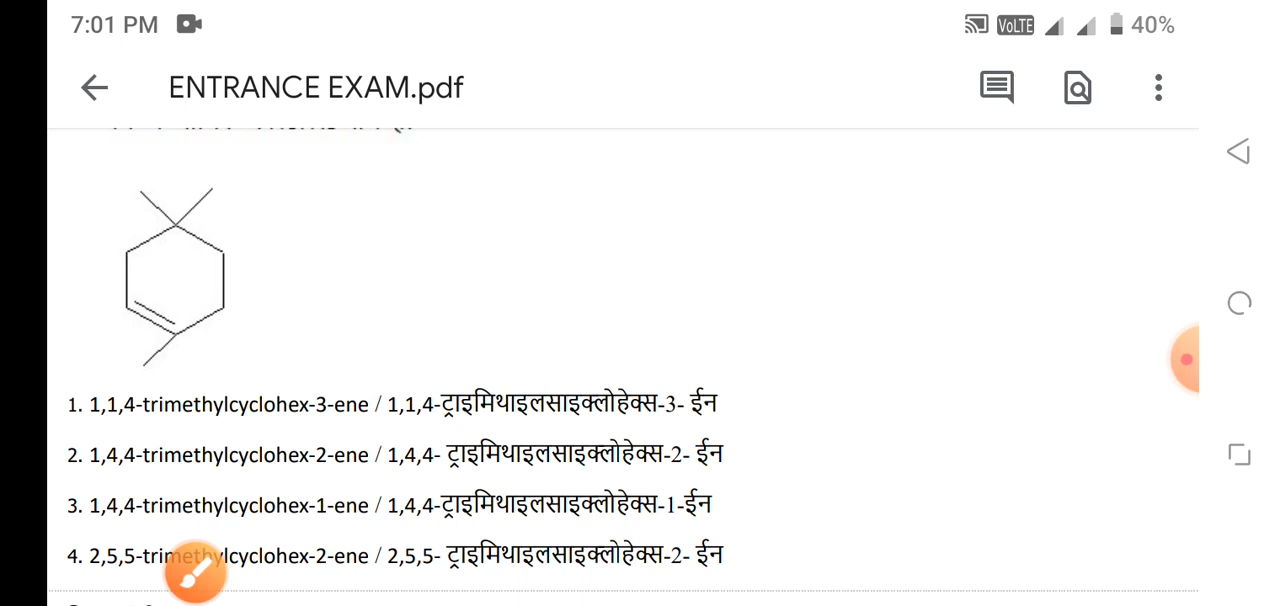 7:01 PM VoLTE 40%
ENTRANCE EXAM.pdf
1. 1,1,4-trimethylcyclohex-3-ene / 1,1,4-ट्राइमिथाइलसाइक्लोहेक्स-3- ईन
2. 1,4,4-trimethylcyclohex-2-ene / 1,4,4- ट्राइमिथाइलसाइक्लोहेक्स-2- ईन
3. 1,4,4-trimethylcyclohex-1-ene / 1,4,4-ट्राइमिथाइलसाइक्लोहेक्स-1-ईन
4. 2,5,5-trimethylcyclohex-2-ene / 2,5,5- ट्राइमिथाइलसाइक्लोहेक्स-2- ईन